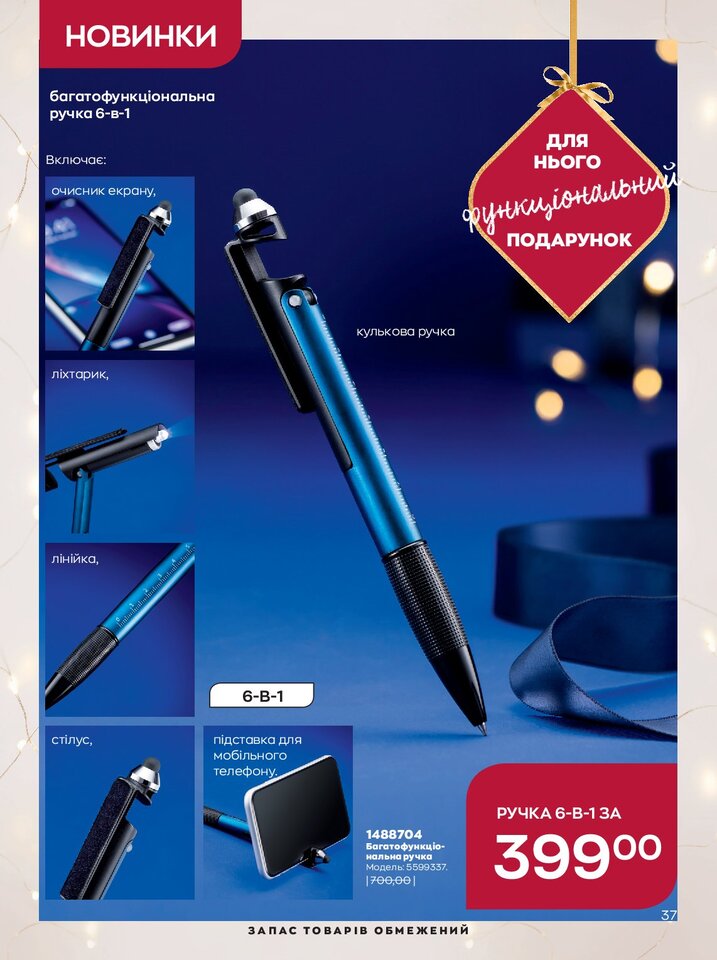 НОВИНКИ
багатофункціональна
ручка 6-в-1
Включає:
очисник екрану,
ліхтарик,
лінійка,
стілус,
підставка для
мобільного
телефону.
кулькова ручка
ДЛЯ
НЬОГО
функціональний
ПОДАРУНОК
6-В-1
1488704
Багатофункціо-
нальна ручка
Модель: 5599337.
| 700,00 |
РУЧКА 6-В-1 ЗА
399⁰⁰
37
ЗАПАС ТОВАРІВ ОБМЕЖЕНИЙ